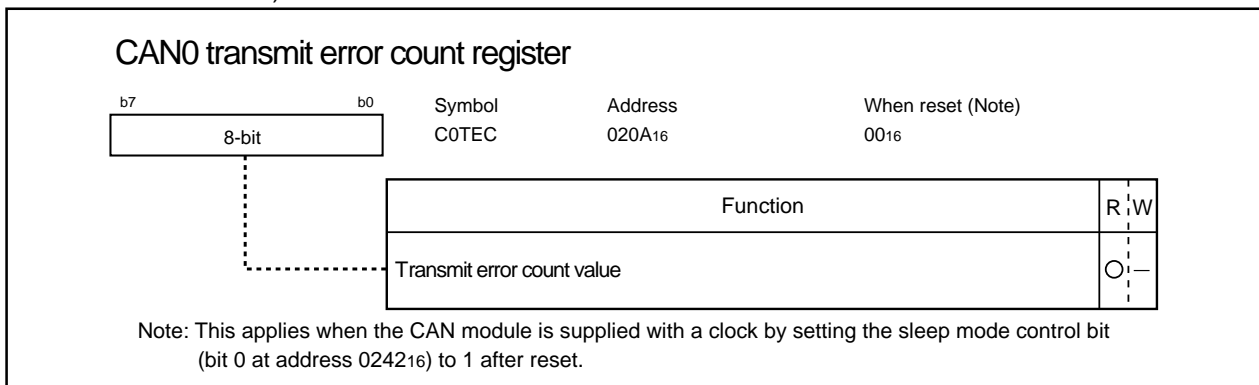 CAN0 transmit error count register
b7 b0 Symbol Address When reset (Note)
8-bit C0TEC 020A16 0016
Function R W
Transmit error count value O –
Note: This applies when the CAN module is supplied with a clock by setting the sleep mode control bit
(bit 0 at address 024216) to 1 after reset.